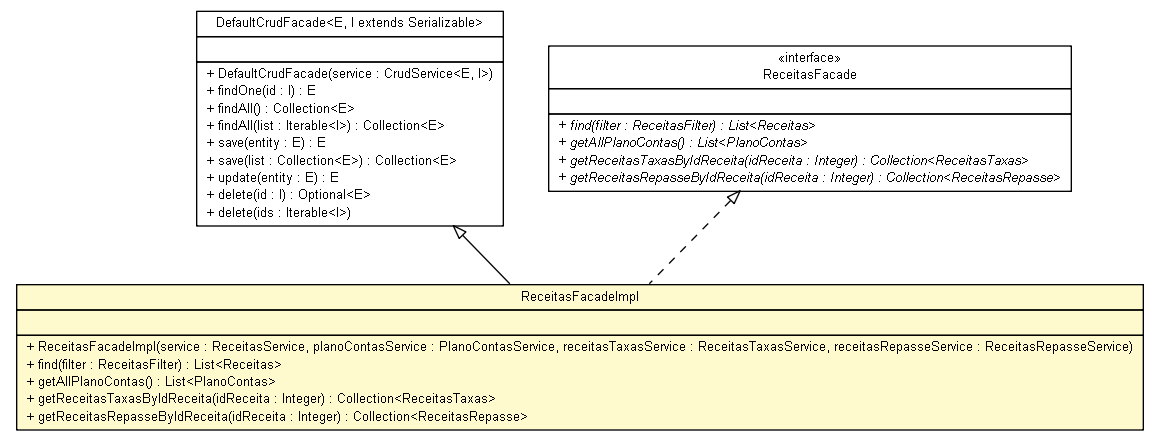 DefaultCrudFacade<E, I extends Serializable>
+ DefaultCrudFacade(service : CrudService<E, I>)
+ findOne(id : I) : E
+ findAll() : Collection<E>
+ findAll(list : Iterable<I>) : Collection<E>
+ save(entity : E) : E
+ save(list : Collection<E>) : Collection<E>
+ update(entity : E) : E
+ delete(id : I) : Optional<E>
+ delete(ids : Iterable<I>)
«interface»
ReceitasFacade
+ find(filter : ReceitasFilter) : List<Receitas>
+ getAllPlanoContas() : List<PlanoContas>
+ getReceitasTaxasByIdReceita(idReceita : Integer) : Collection<ReceitasTaxas>
+ getReceitasRepasseByIdReceita(idReceita : Integer) : Collection<ReceitasRepasse>
ReceitasFacadeImpl
+ ReceitasFacadeImpl(service : ReceitasService, planoContasService : PlanoContasService, receitasTaxasService : ReceitasTaxasService, receitasRepasseService : ReceitasRepasseService)
+ find(filter : ReceitasFilter) : List<Receitas>
+ getAllPlanoContas() : List<PlanoContas>
+ getReceitasTaxasByIdReceita(idReceita : Integer) : Collection<ReceitasTaxas>
+ getReceitasRepasseByIdReceita(idReceita : Integer) : Collection<ReceitasRepasse>